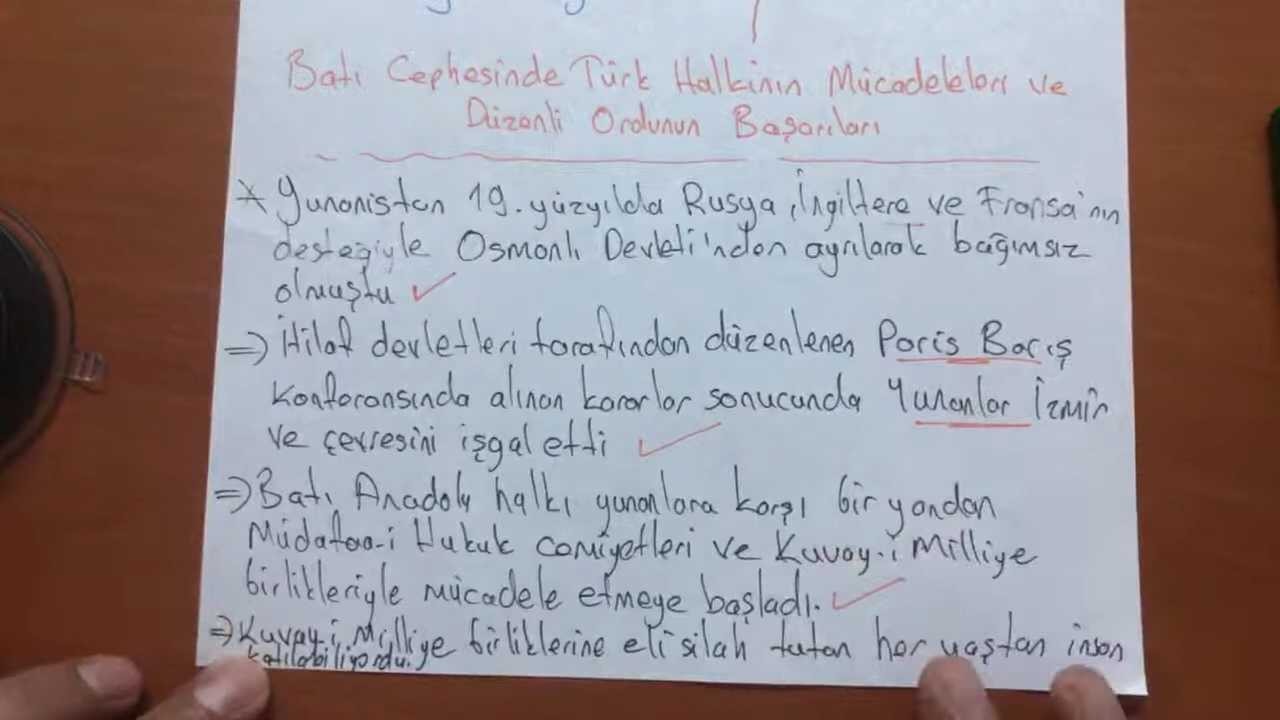 Batı Cephesinde Türk Halkının Mücadeleleri ve
Düzenli Ordunun Başarıları
* Yunanistan 19. yüzyılda Rusya, İngiltere ve Fransa'nın
desteğiyle Osmanlı Devleti'nden ayrılarak bağımsız
olmuştu
⇒ İtilaf devletleri tarafından düzenlenen Paris Barış
Konferansında alınan kararlar sonucunda Yunanlar İzmir
ve çevresini işgal etti
⇒ Batı Anadolu halkı yunanlara karşı bir yandan
Müdafaa-i Hukuk cemiyetleri ve Kuvay-i Milliye
birlikleriyle mücadele etmeye başladı.
⇒ Kuvay-i Milliye birliklerine eli silah tutan her yaştan insan
katılabiliyordu.